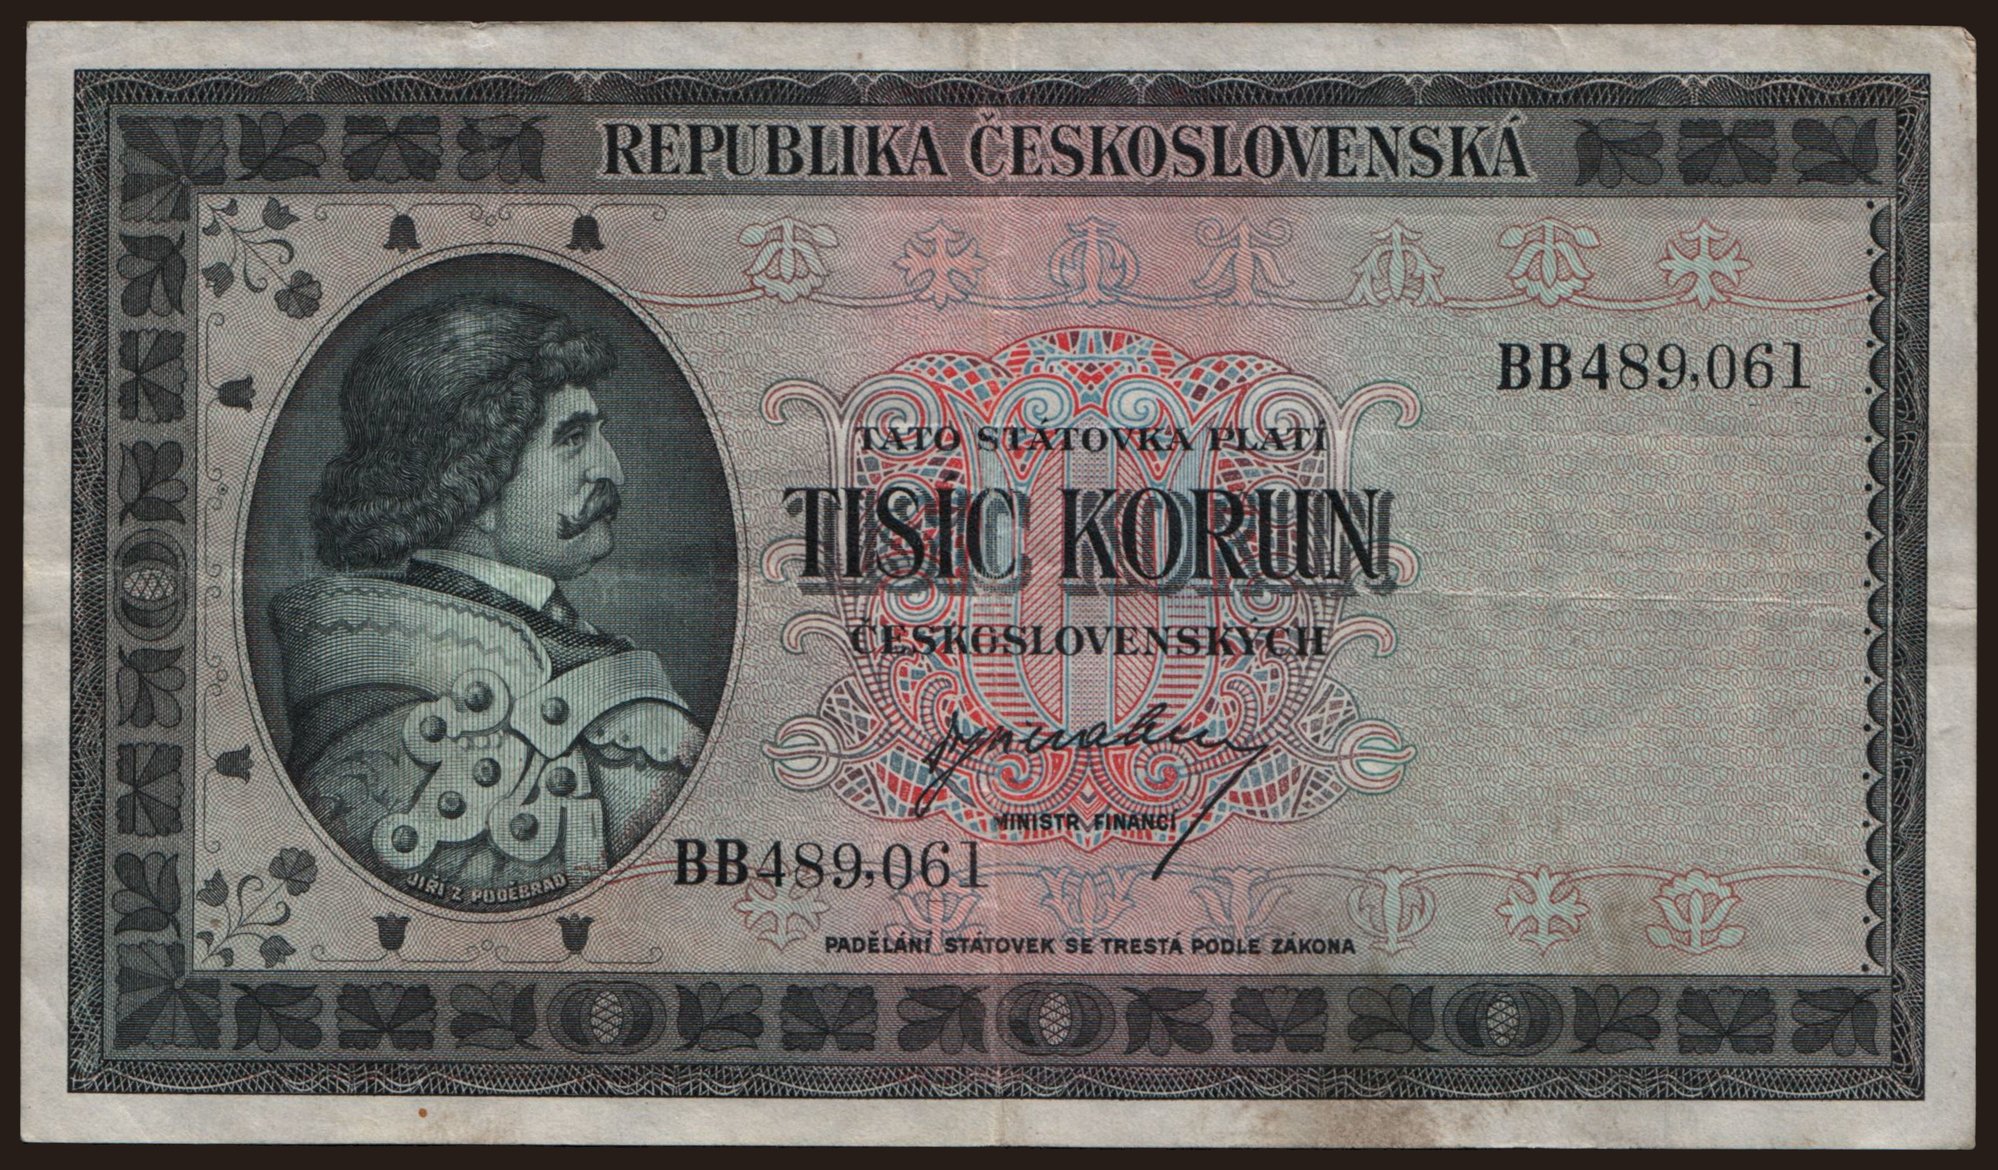 REPUBLIKA ČESKOSLOVENSKÁ
BB489,061
TATO STÁTOVKA PLATÍ
TISÍC KORUN
ČESKOSLOVENSKÝCH
MINISTR FINANCÍ
BB489,061
JIŘÍ Z PODĚBRAD
PADĚLÁNÍ STÁTOVEK SE TRESTÁ PODLE ZÁKONA